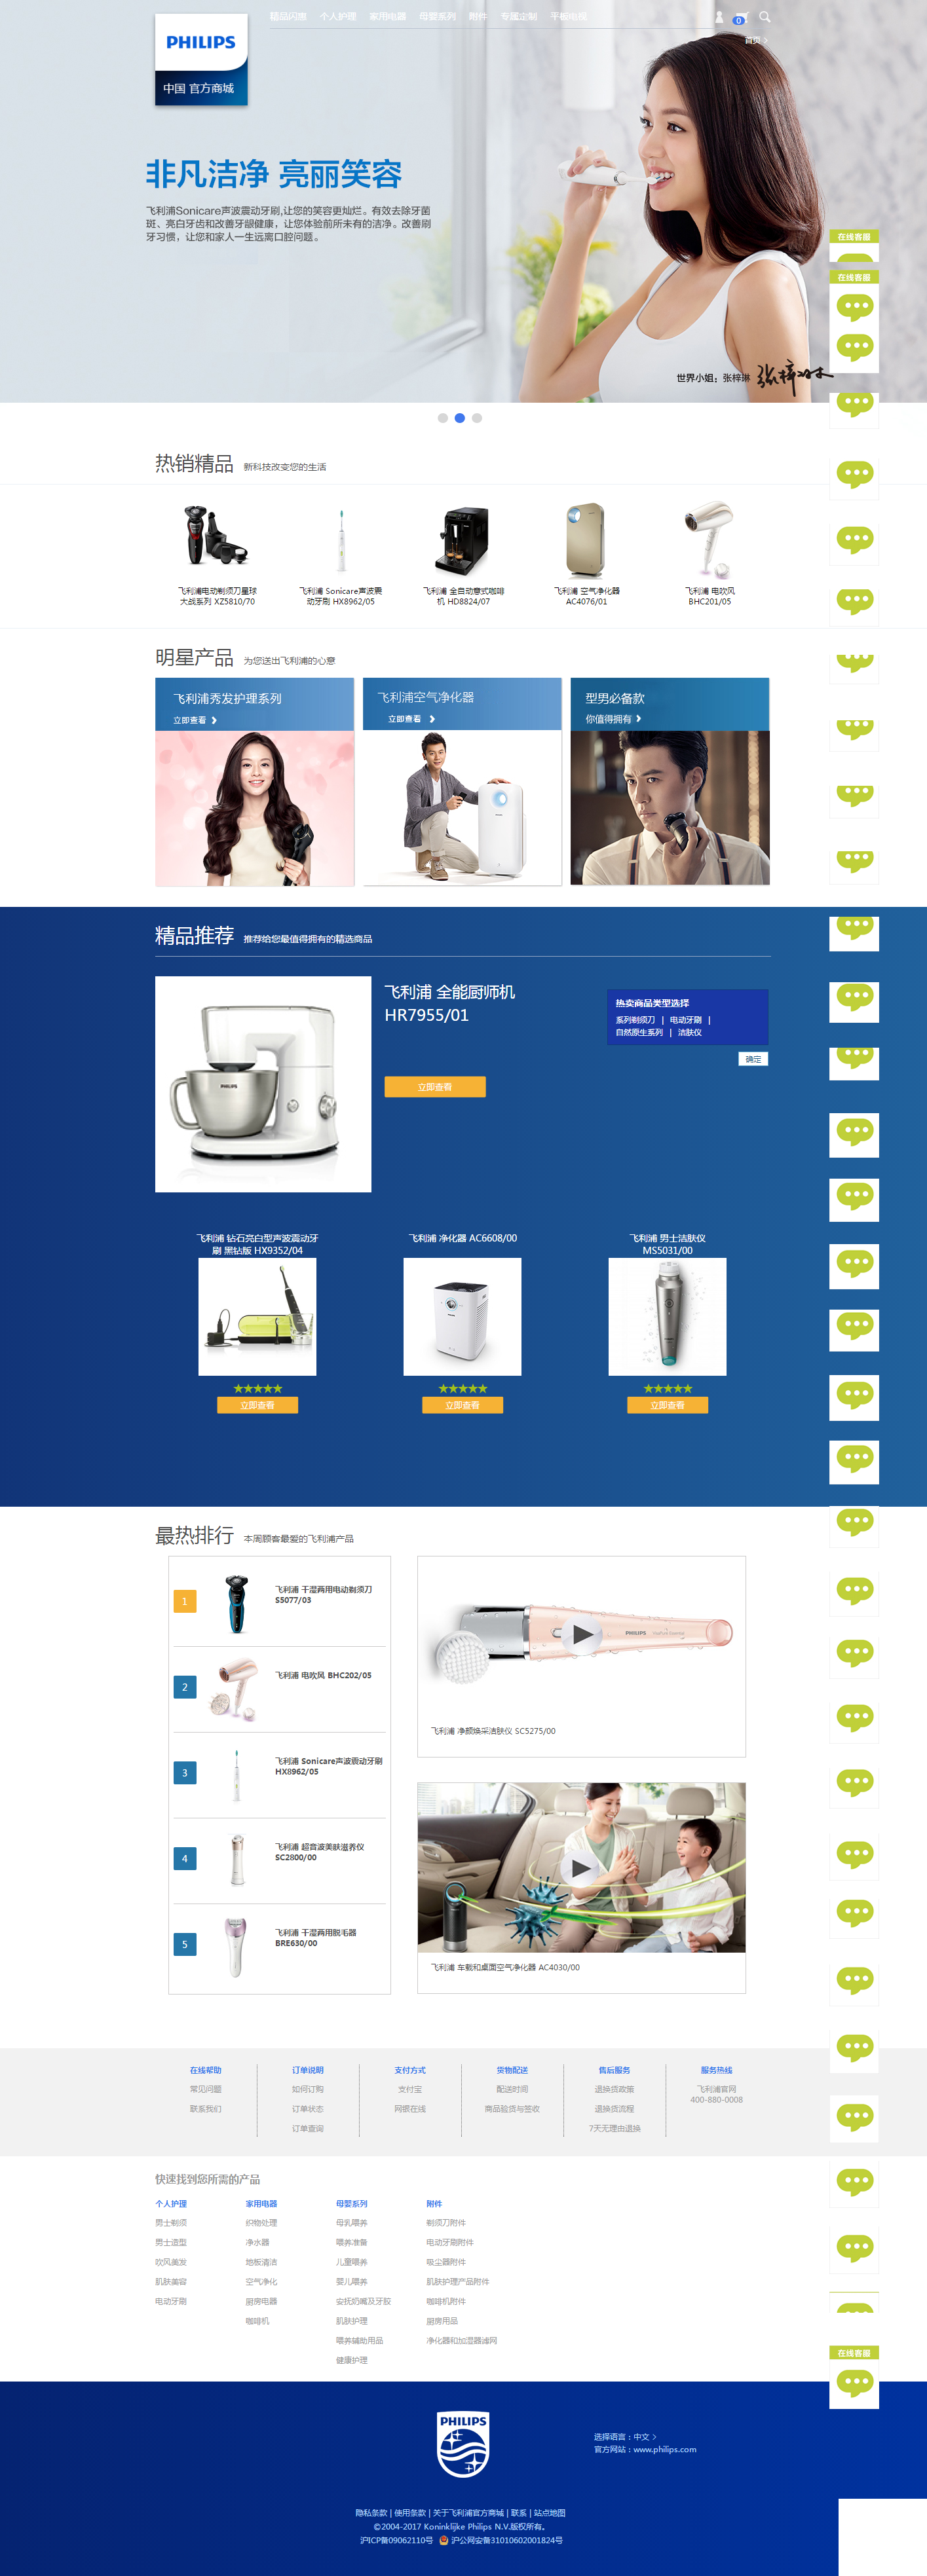 精品闪惠 个人护理 家用电器 母婴系列 附件 专属定制 平板电视
0
首页 >
PHILIPS
中国 官方商城
非凡洁净 亮丽笑容
飞利浦Sonicare声波震动牙刷,让您的笑容更灿烂。有效去除牙菌
斑、亮白牙齿和改善牙龈健康，让您体验前所未有的洁净。改善刷
牙习惯，让您和家人一生远离口腔问题。
在线客服
在线客服
世界小姐：张梓琳
热销精品 新科技改变您的生活
飞利浦电动剃须刀星球
大战系列 XZ5810/70
飞利浦 Sonicare声波震
动牙刷 HX8962/05
飞利浦 全自动意式咖啡
机 HD8824/07
飞利浦 空气净化器
AC4076/01
飞利浦 电吹风
BHC201/05
明星产品 为您送出飞利浦的心意
飞利浦秀发护理系列
立即查看
飞利浦空气净化器
立即查看
型男必备款
你值得拥有
精品推荐 推荐给您最值得拥有的精选商品
飞利浦 全能厨师机
HR7955/01
立即查看
热卖商品类型选择
系列剃须刀 | 电动牙刷 |
自然原生系列 | 洁肤仪
确定
PHILIPS
飞利浦 钻石亮白型声波震动牙
刷 黑钻版 HX9352/04
立即查看
飞利浦 净化器 AC6608/00
立即查看
飞利浦 男士洁肤仪
MS5031/00
立即查看
最热排行 本周顾客最爱的飞利浦产品
1
飞利浦 干湿两用电动剃须刀
S5077/03
2
飞利浦 电吹风 BHC202/05
3
飞利浦 Sonicare声波震动牙刷
HX8962/05
4
飞利浦 超音波美肤滋养仪
SC2800/00
5
飞利浦 干湿两用脱毛器
BRE630/00
PHILIPS
飞利浦 净颜焕采洁肤仪 SC5275/00
飞利浦 车载和桌面空气净化器 AC4030/00
在线帮助
常见问题
联系我们
订单说明
如何订购
订单状态
订单查询
支付方式
支付宝
网银在线
货物配送
配送时间
商品验货与签收
售后服务
退换货政策
退换货流程
7天无理由退换
服务热线
飞利浦官网
400-880-0008
快速找到您所需的产品
个人护理
男士剃须
男士造型
吹风美发
肌肤美容
电动牙刷
家用电器
织物处理
净水器
地板清洁
空气净化
厨房电器
咖啡机
母婴系列
母乳喂养
喂养准备
儿童喂养
婴儿喂养
安抚奶嘴及牙胶
肌肤护理
喂养辅助用品
健康护理
附件
剃须刀附件
电动牙刷附件
吸尘器附件
肌肤护理产品附件
咖啡机附件
厨房用品
净化器和加湿器滤网
在线客服
PHILIPS
选择语言：中文 >
官方网站：www.philips.com
隐私条款 | 使用条款 | 关于飞利浦官方商城 | 联系 | 站点地图
©2004-2017 Koninklijke Philips N.V.版权所有。
沪ICP备09062110号 沪公网安备31010602001824号